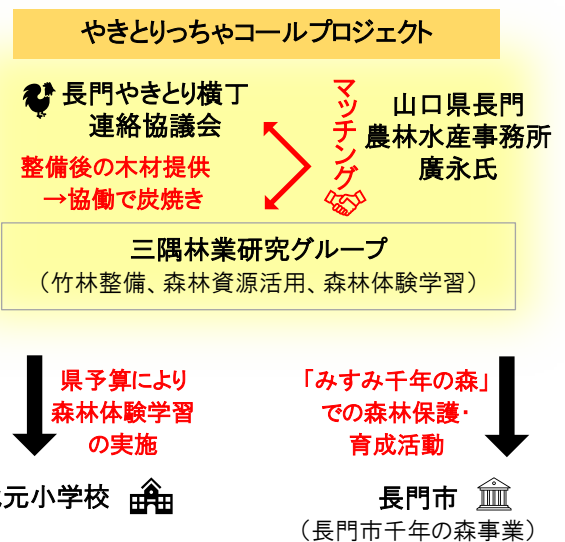 やきとりっちゃコールプロジェクト
長門やきとり横丁
連絡協議会
整備後の木材提供
→協働で炭焼き
マッチング
山口県長門
農林水産事務所
廣永氏
三隅林業研究グループ
（竹林整備、森林資源活用、森林体験学習）
県予算により
森林体験学習
の実施
「みすみ千年の森」
での森林保護・
育成活動
元小学校
長門市
（長門市千年の森事業）